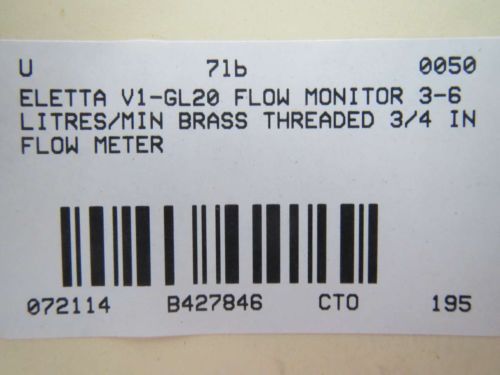 U 7lb 0050
ELETTA V1-GL20 FLOW MONITOR 3-6
LITRES/MIN BRASS THREADED 3/4 IN
FLOW METER
072114 B427846 CTO 195